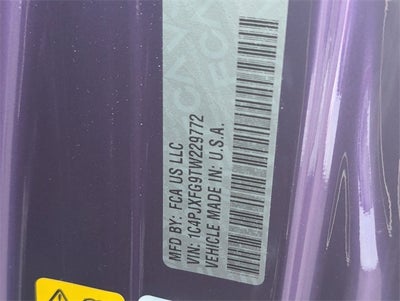 MFD BY: FCA US LLC
VIN: 1C4PJXFG9TW229772
VEHICLE MADE IN: U.S.A.